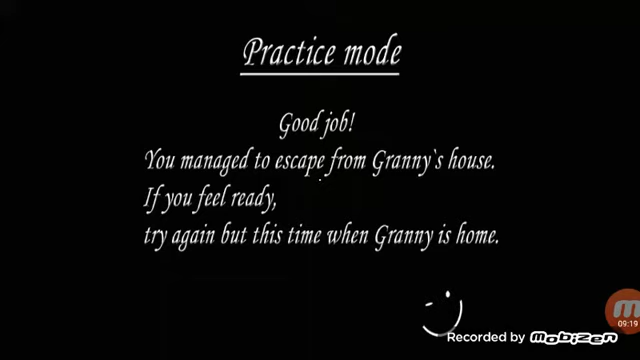 Practice mode
Good job!
You managed to escape from Granny`s house.
If you feel ready,
try again but this time when Granny is home.
09:19
Recorded by mobizen